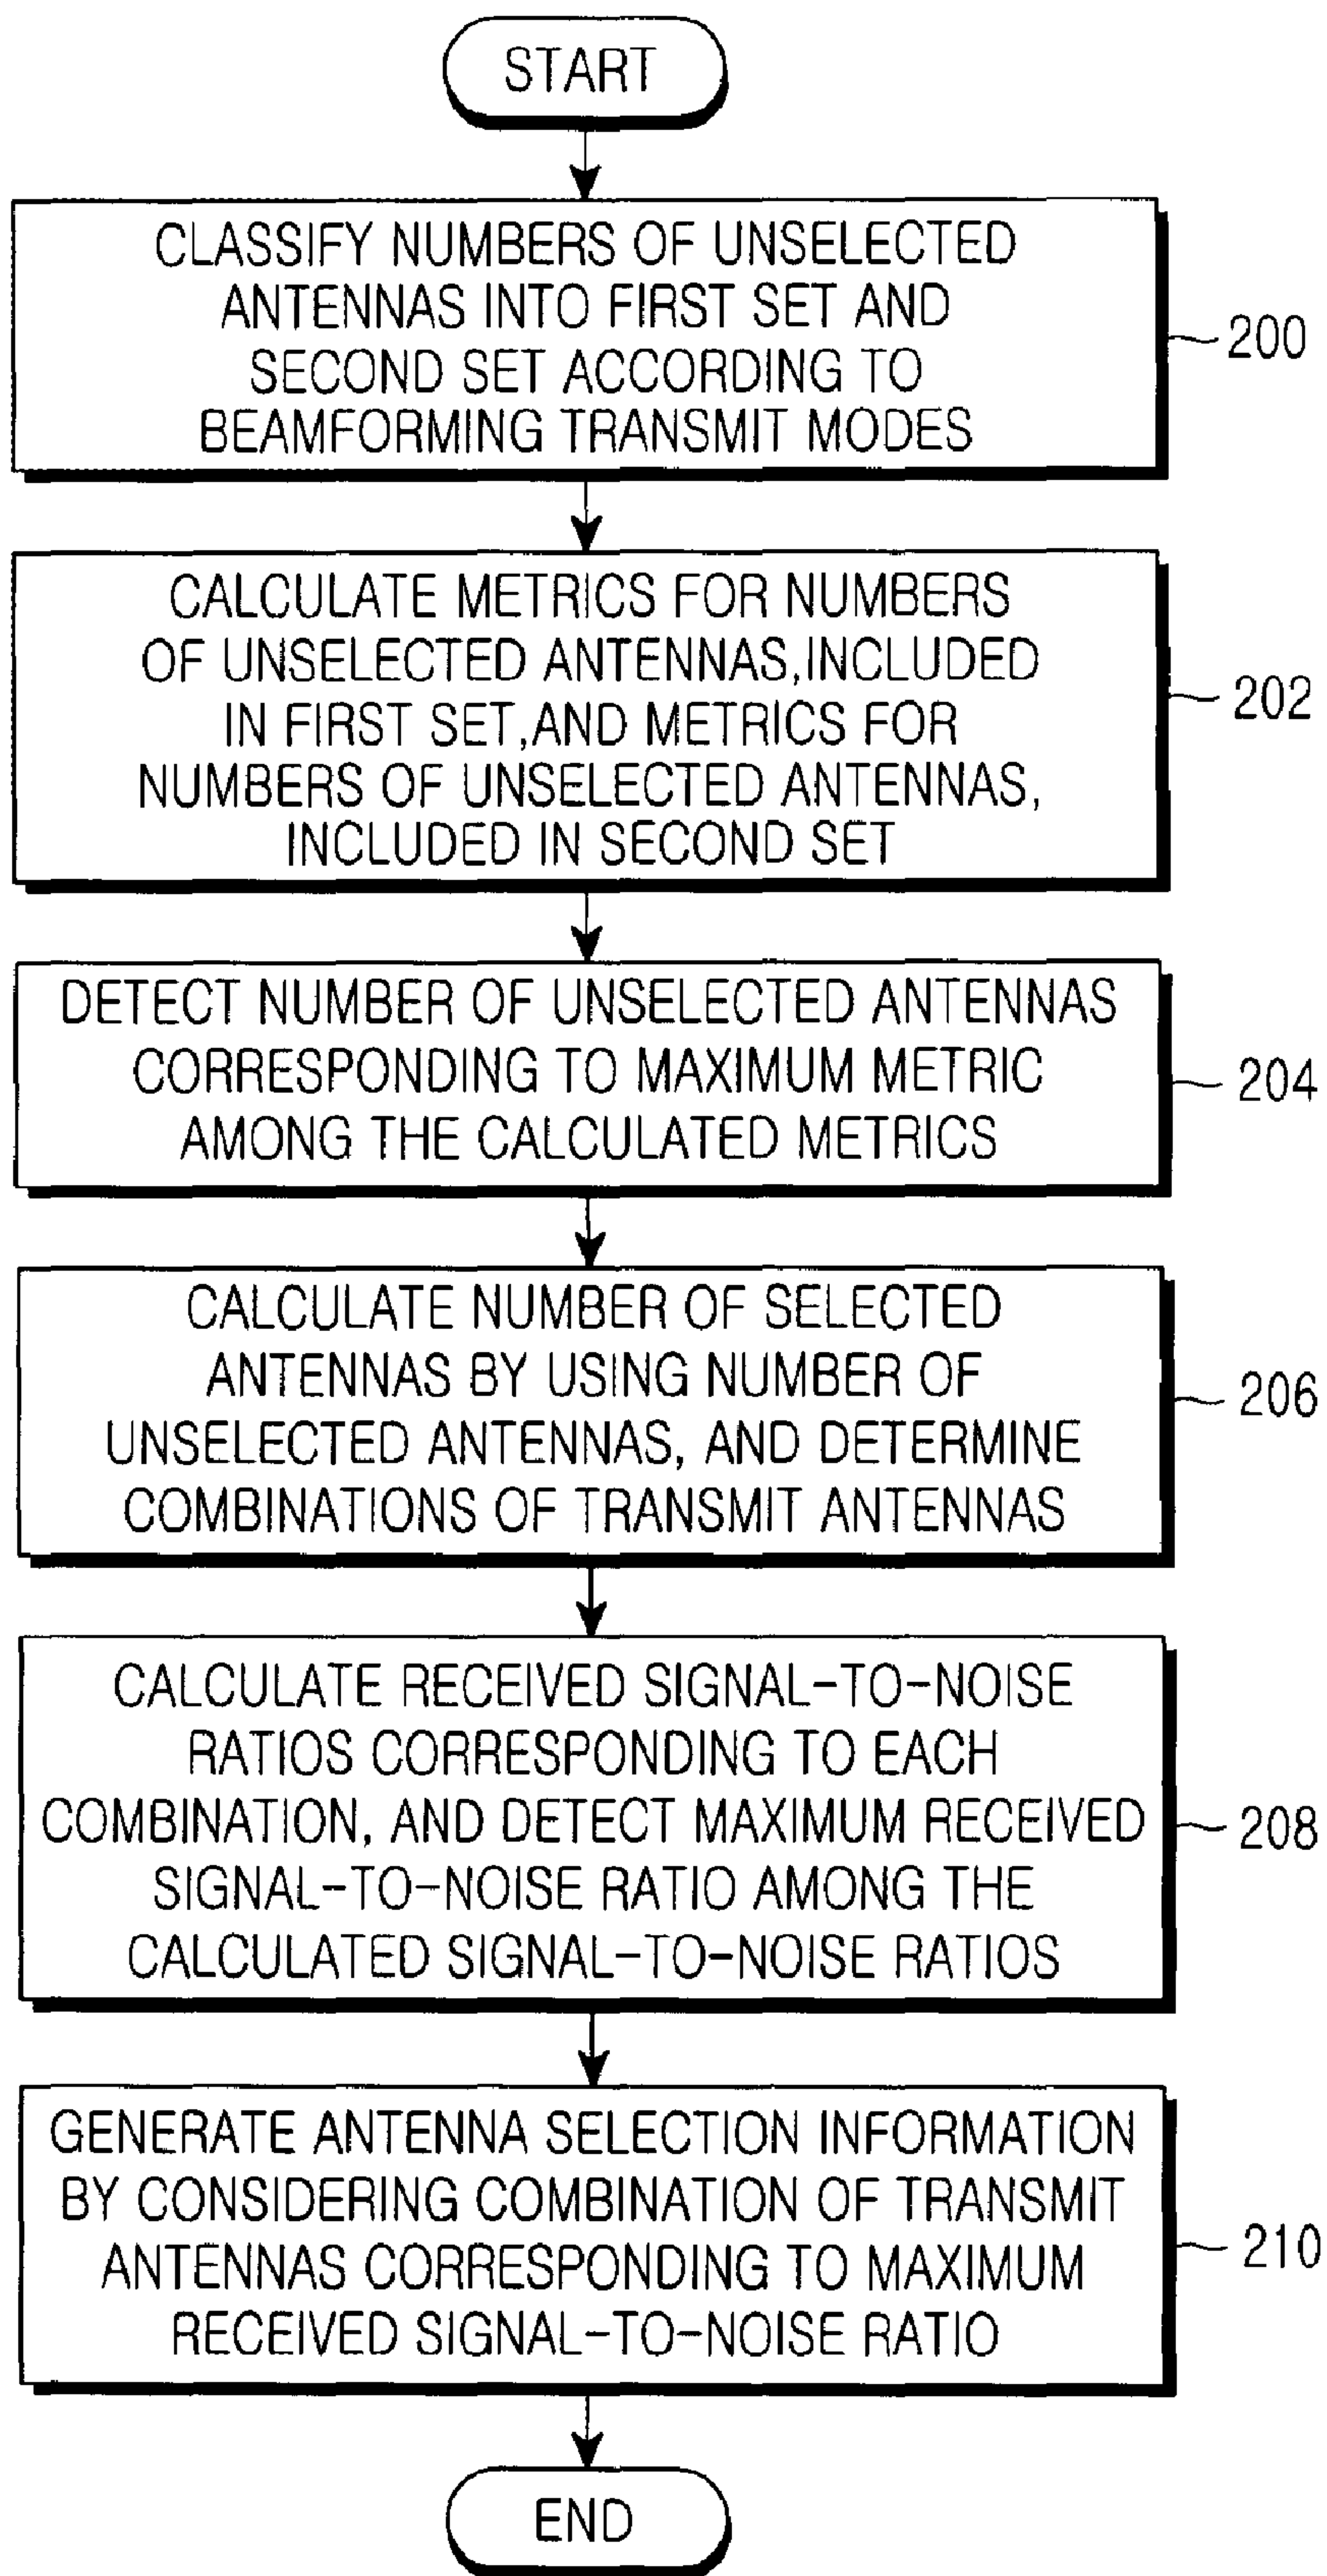 START
CLASSIFY NUMBERS OF UNSELECTED
ANTENNAS INTO FIRST SET AND
SECOND SET ACCORDING TO
BEAMFORMING TRANSMIT MODES
200
CALCULATE METRICS FOR NUMBERS
OF UNSELECTED ANTENNAS, INCLUDED
IN FIRST SET, AND METRICS FOR
NUMBERS OF UNSELECTED ANTENNAS,
INCLUDED IN SECOND SET
202
DETECT NUMBER OF UNSELECTED ANTENNAS
CORRESPONDING TO MAXIMUM METRIC
AMONG THE CALCULATED METRICS
204
CALCULATE NUMBER OF SELECTED
ANTENNAS BY USING NUMBER OF
UNSELECTED ANTENNAS, AND DETERMINE
COMBINATIONS OF TRANSMIT ANTENNAS
206
CALCULATE RECEIVED SIGNAL-TO-NOISE
RATIOS CORRESPONDING TO EACH
COMBINATION, AND DETECT MAXIMUM RECEIVED
SIGNAL-TO-NOISE RATIO AMONG THE
CALCULATED SIGNAL-TO-NOISE RATIOS
208
GENERATE ANTENNA SELECTION INFORMATION
BY CONSIDERING COMBINATION OF TRANSMIT
ANTENNAS CORRESPONDING TO MAXIMUM
RECEIVED SIGNAL-TO-NOISE RATIO
210
END